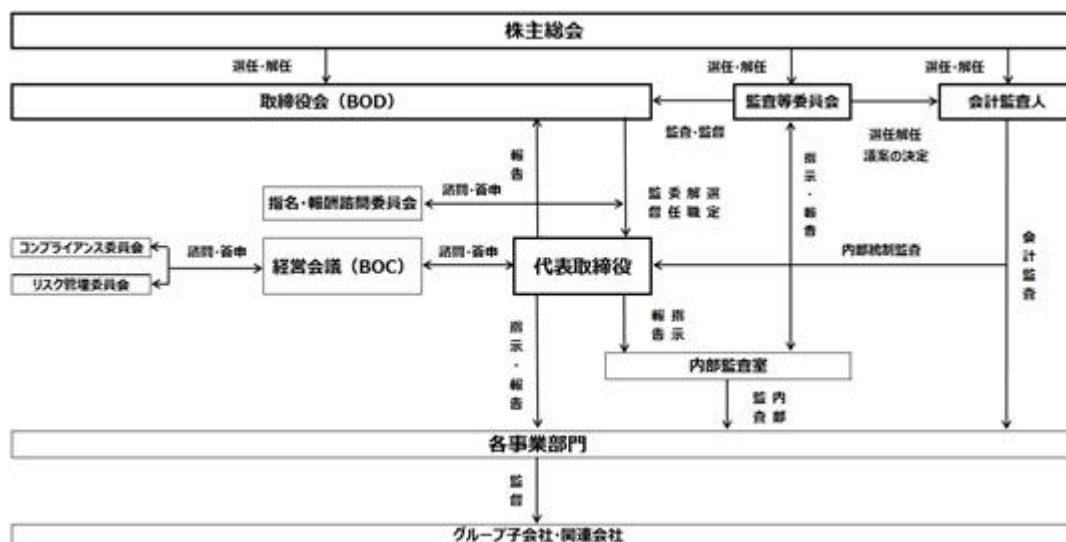 株主総会
選任・解任
選任・解任
選任・解任
取締役会（BOD）
監査等委員会
会計監査人
監査・監督
選任解任
議案の決定
報告
選定
解職
委任
監督
指示・報告
諮問・答申
指名・報酬諮問委員会
コンプライアンス委員会
リスク管理委員会
諮問・答申
経営会議（BOC）
諮問・答申
代表取締役
内部統制監査
会計監査
指示
報告
指示・報告
内部監査室
内部
監査
各事業部門
監督
グループ子会社・関連会社